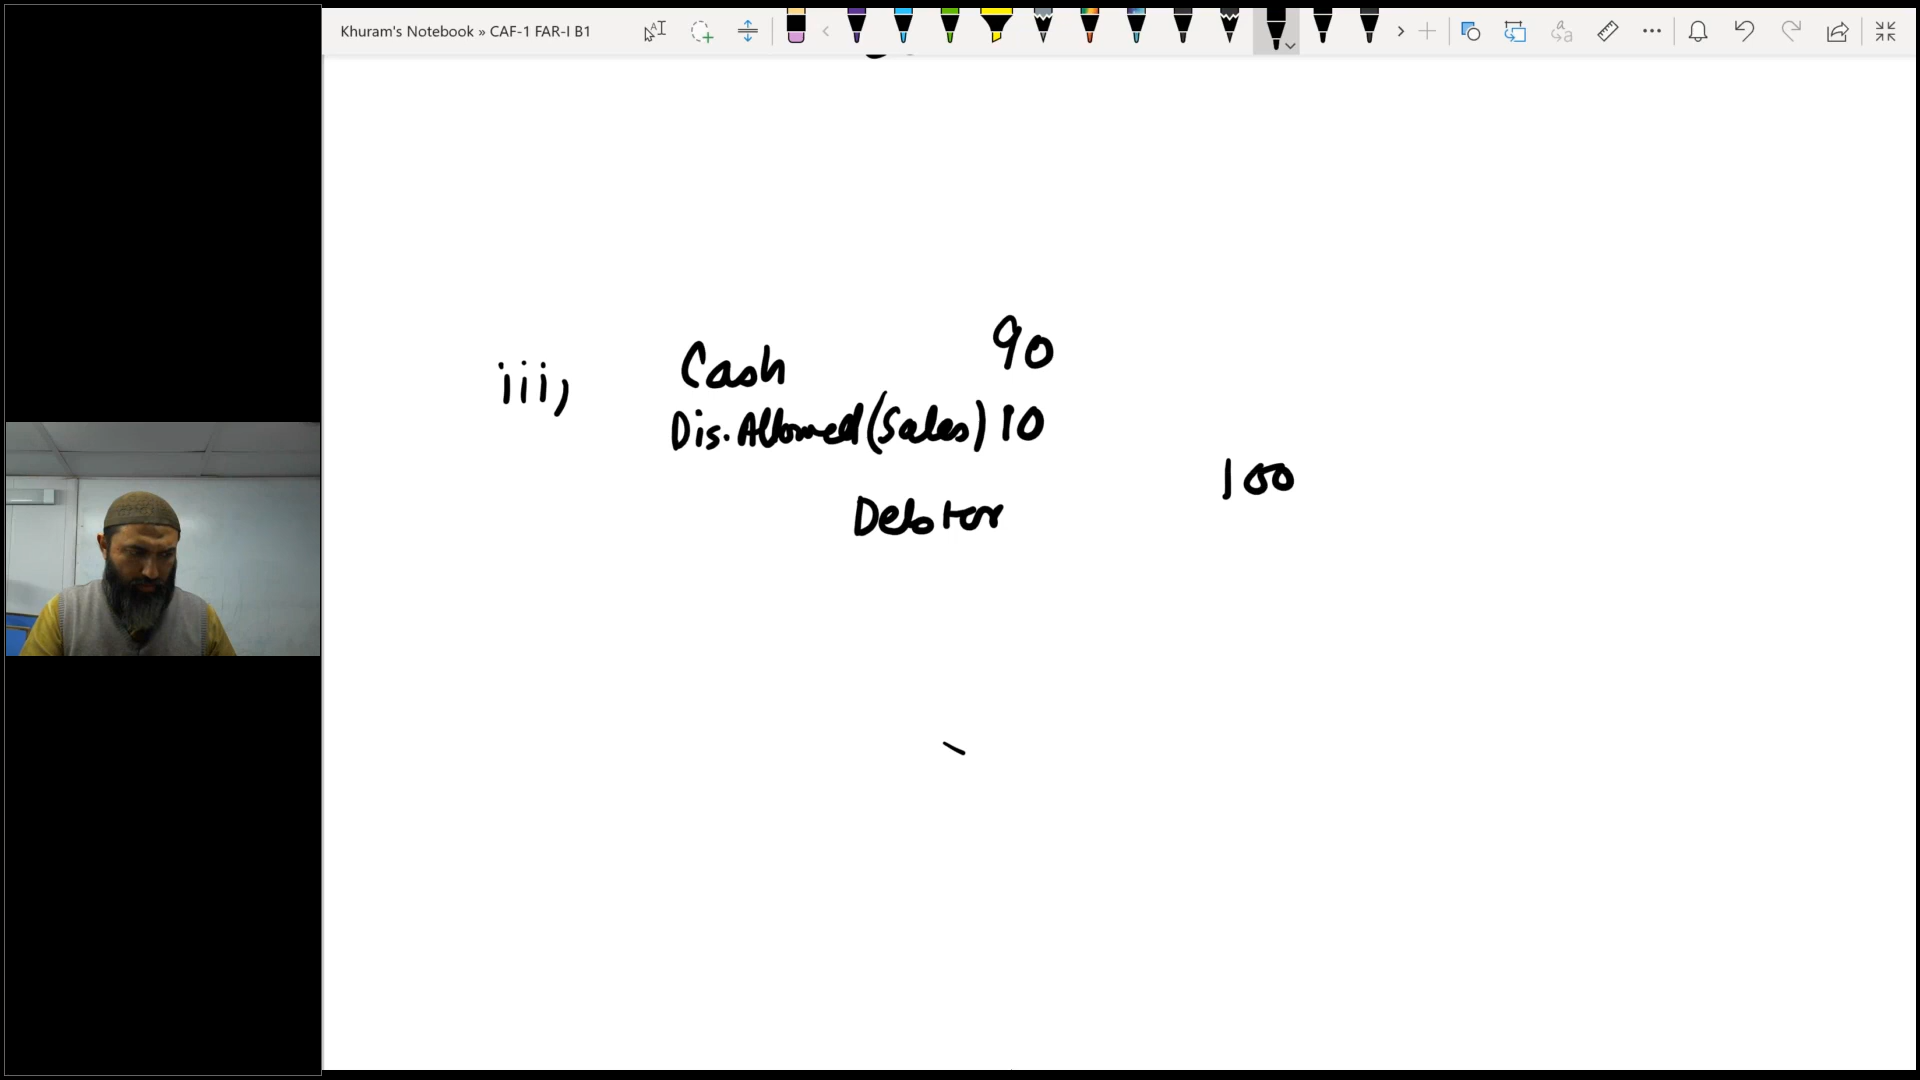 Khuram's Notebook » CAF-1 FAR-I B1
iii) Cash 90
Dis. Allowed (Sales) 10
Debtor 100